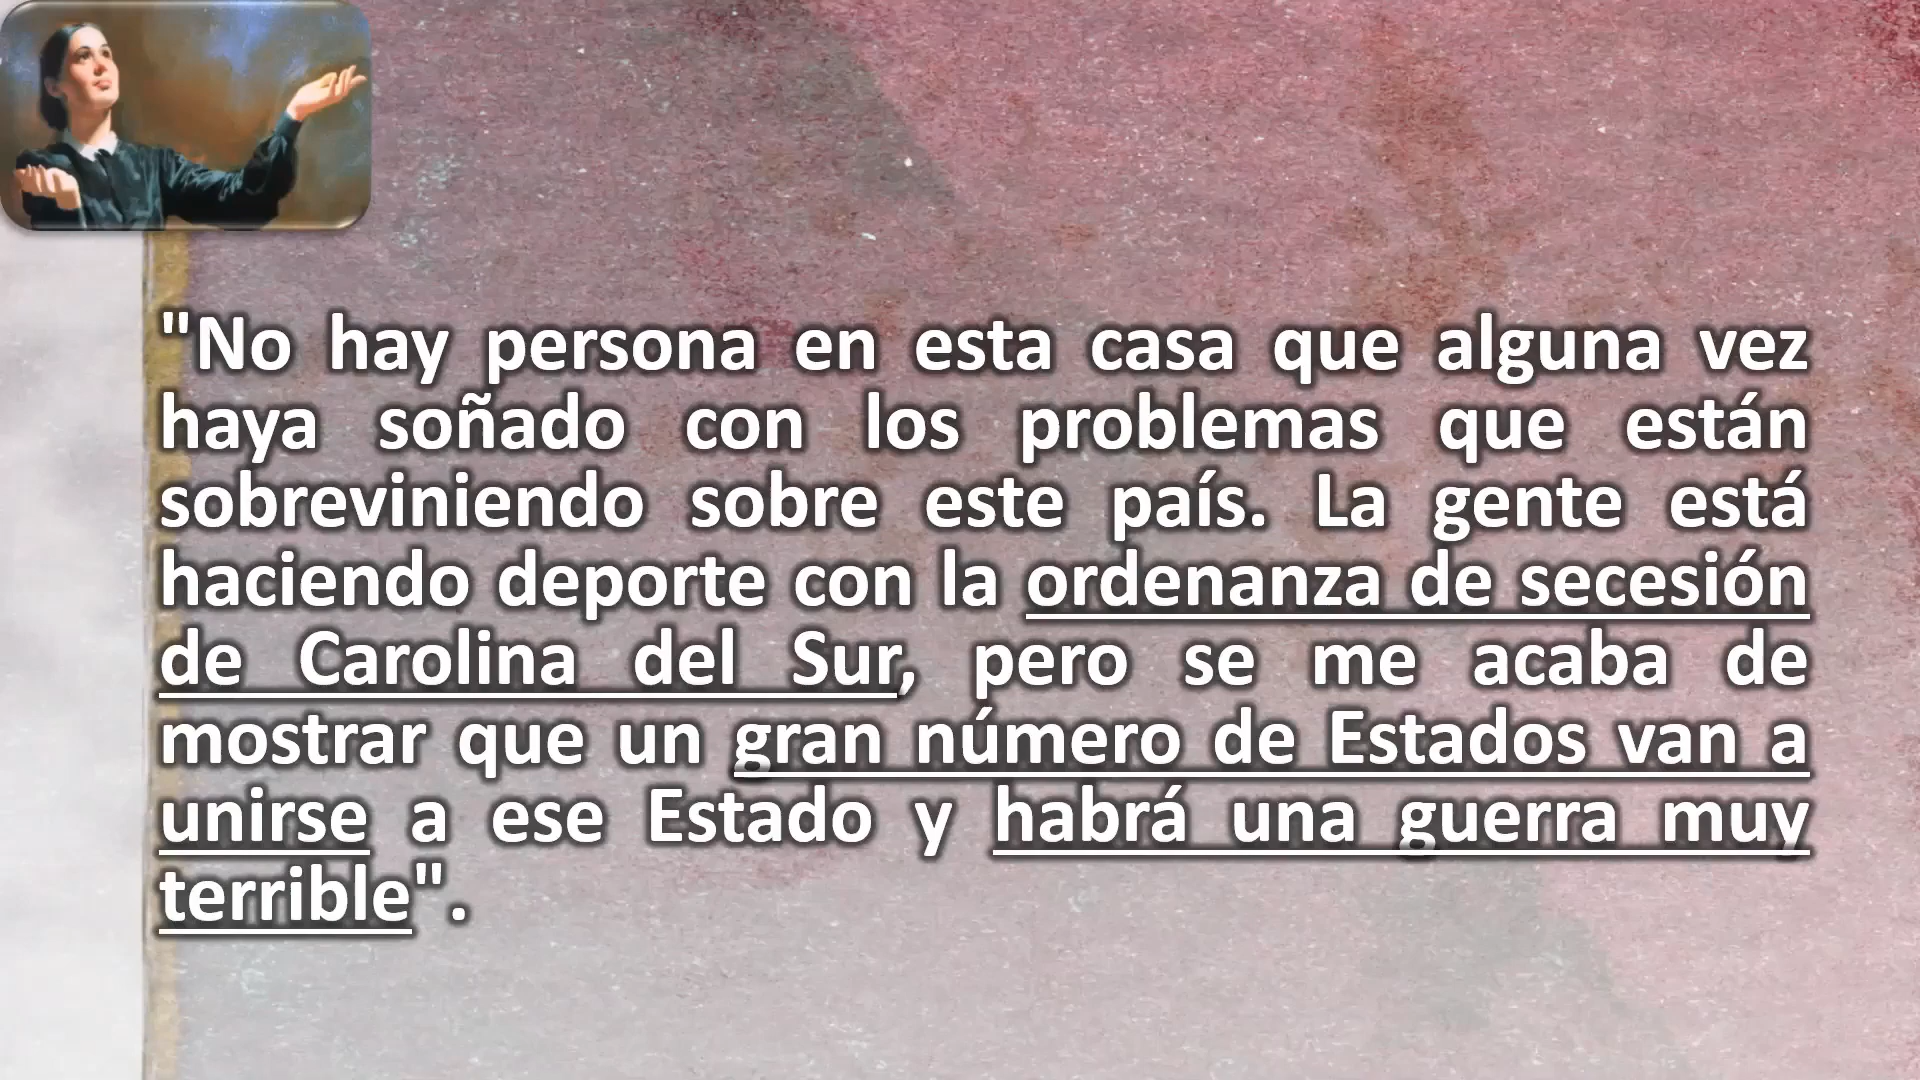 "No hay persona en esta casa que alguna vez
haya soñado con los problemas que están
sobreviniendo sobre este país. La gente está
haciendo deporte con la ordenanza de secesión
de Carolina del Sur, pero se me acaba de
mostrar que un gran número de Estados van a
unirse a ese Estado y habrá una guerra muy
terrible".